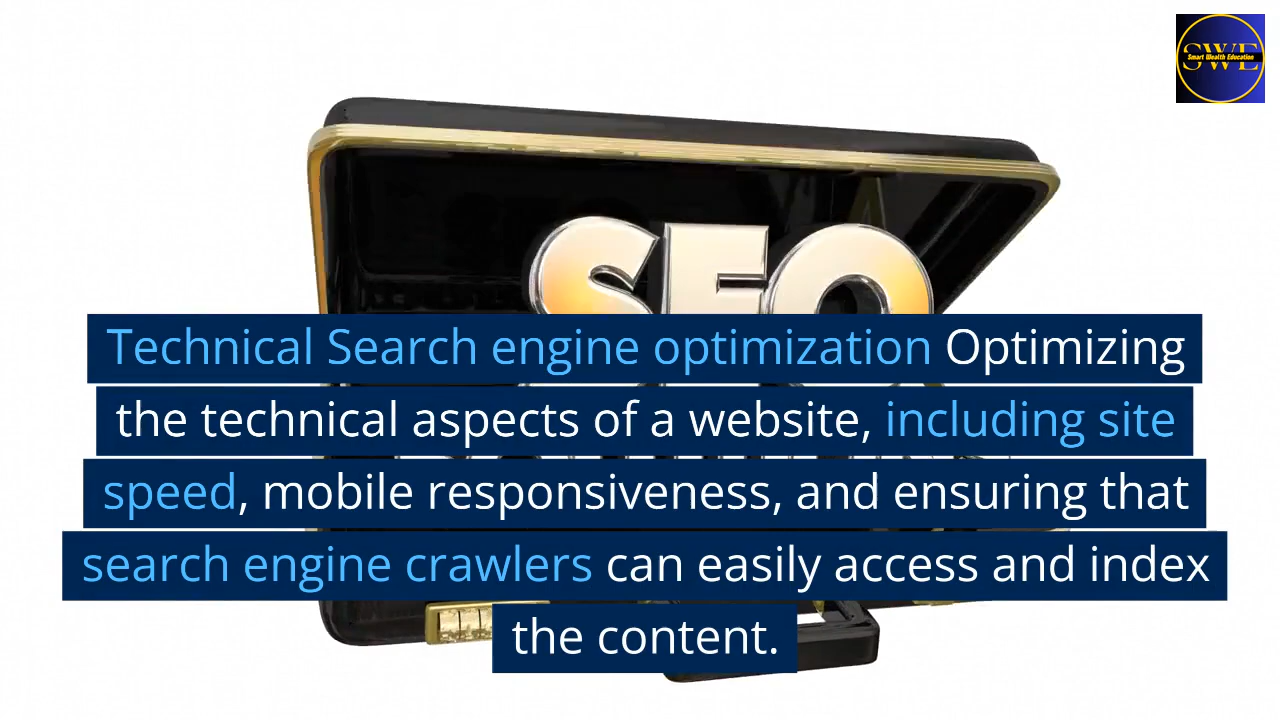 SWE
Smart Wealth Education
SEO
Technical Search engine optimization Optimizing
the technical aspects of a website, including site
speed, mobile responsiveness, and ensuring that
search engine crawlers can easily access and index
the content.